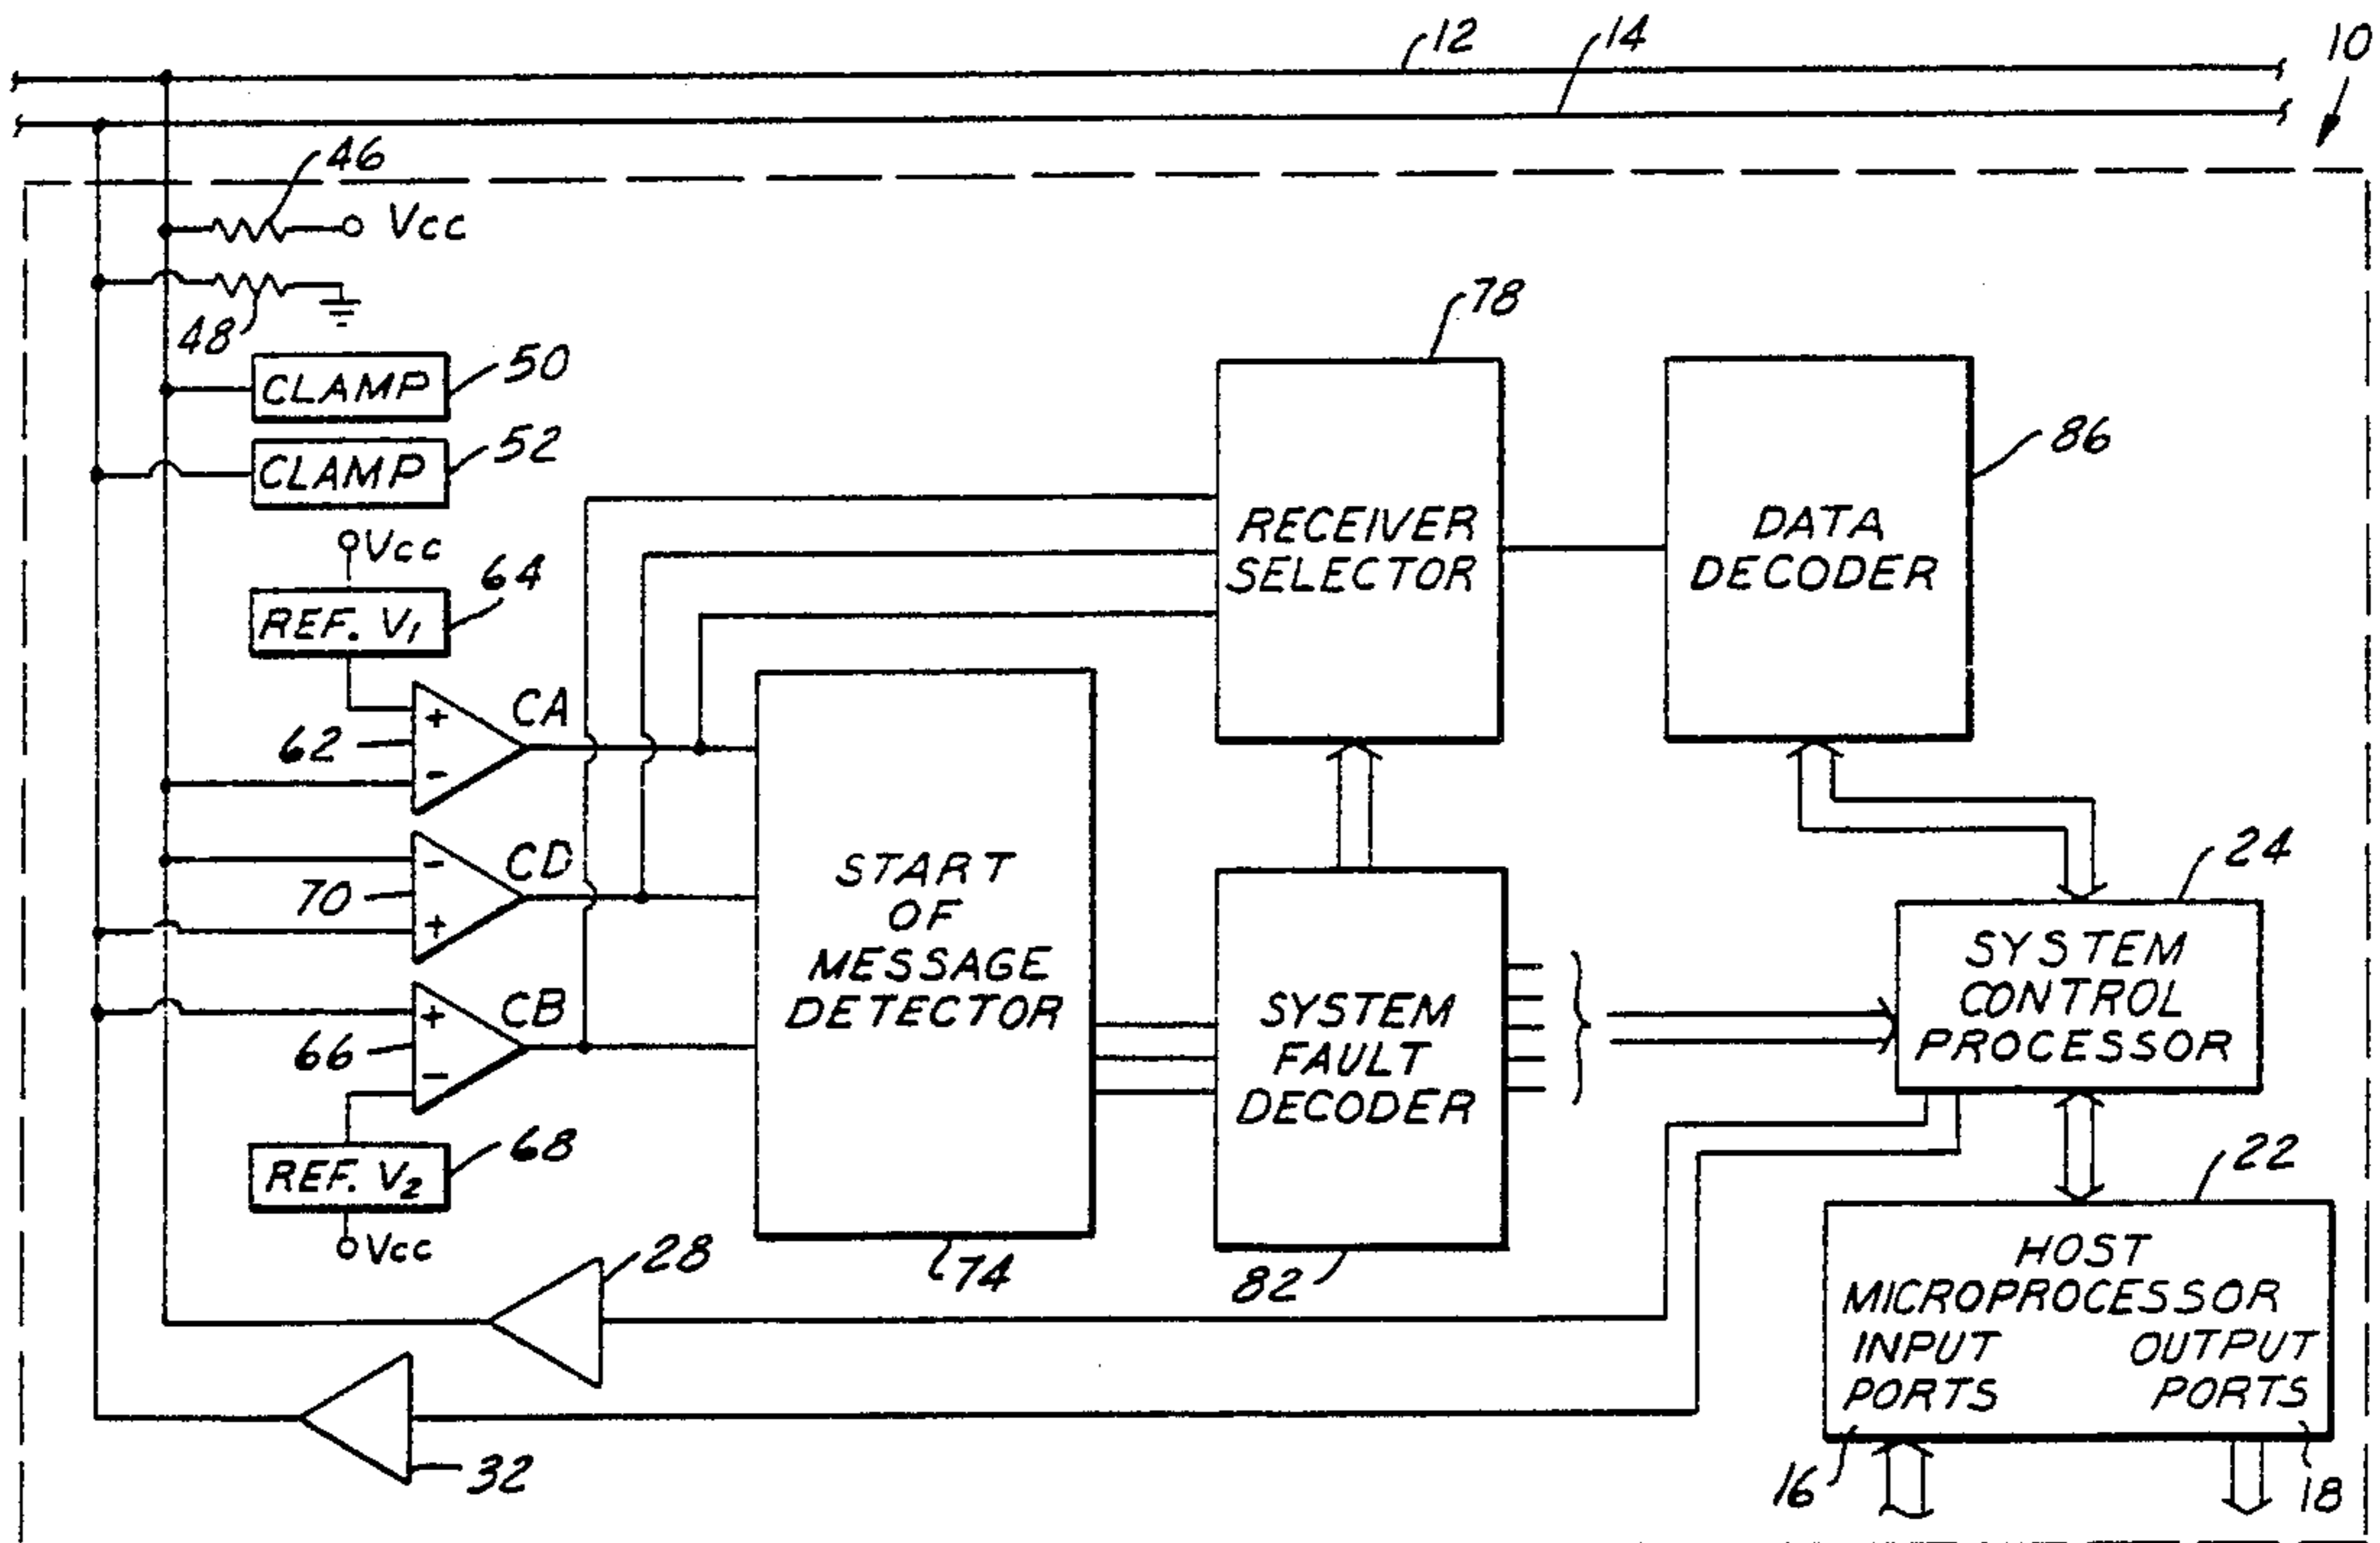 12
14
10
46
Vcc
48
CLAMP
50
CLAMP
52
Vcc
64
REF. V1
+
62
-
CA
-
70
+
CD
+
66
-
CB
REF. V2
68
Vcc
START
OF
MESSAGE
DETECTOR
74
78
RECEIVER
SELECTOR
DATA
DECODER
86
SYSTEM
FAULT
DECODER
82
24
SYSTEM
CONTROL
PROCESSOR
22
HOST
MICROPROCESSOR
INPUT OUTPUT
PORTS PORTS
16
18
28
32